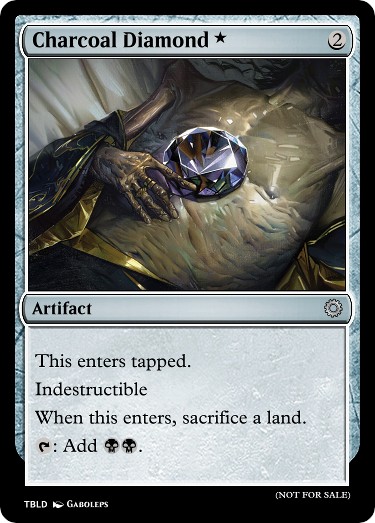 Charcoal Diamond ★ 2
Artifact
This enters tapped.
Indestructible
When this enters, sacrifice a land.
: Add .
(NOT FOR SALE)
TBLD Gaboleps